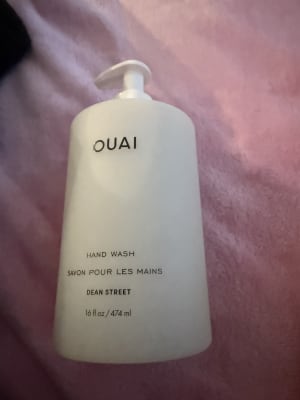 OUAI
HAND WASH
SAVON POUR LES MAINS
DEAN STREET
16 fl oz / 474 ml